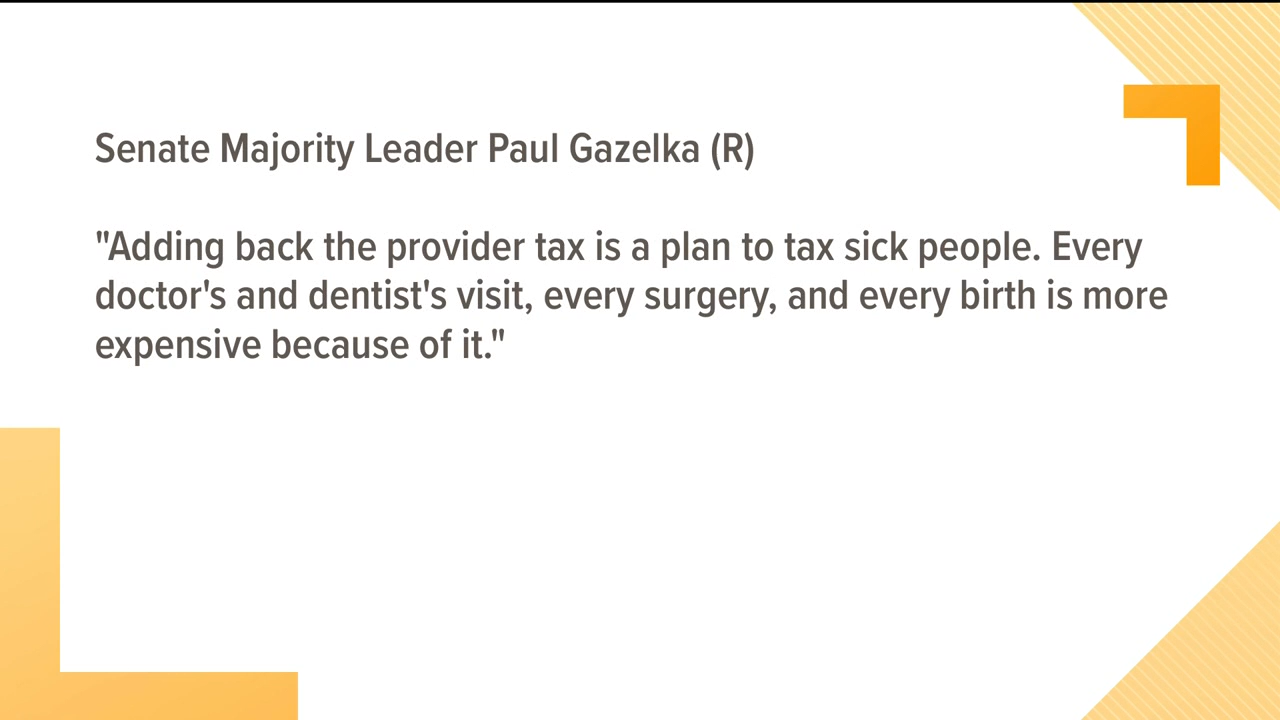 Senate Majority Leader Paul Gazelka (R)
"Adding back the provider tax is a plan to tax sick people. Every
doctor's and dentist's visit, every surgery, and every birth is more
expensive because of it."